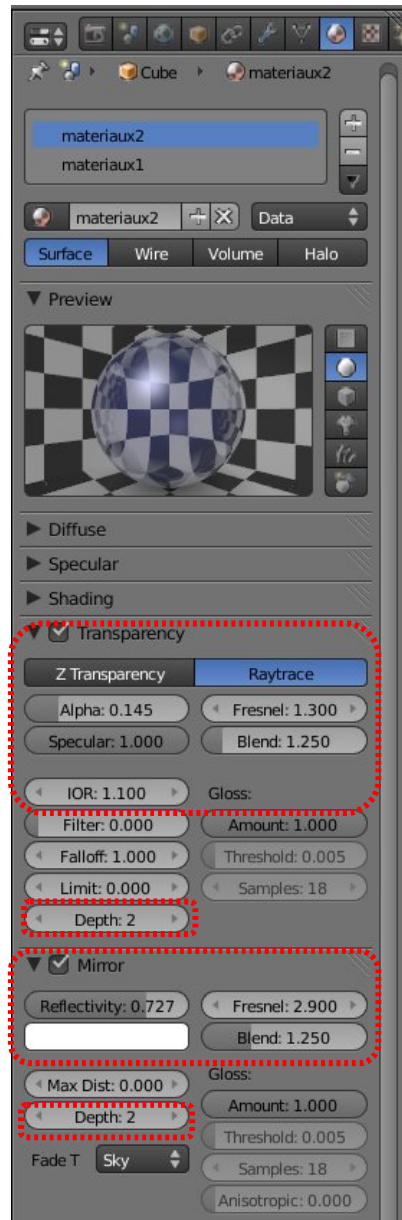 Cube materiaux2
materiaux2
materiaux1
materiaux2 Data
Surface Wire Volume Halo
Preview
Diffuse
Specular
Shading
Transparency
Z Transparency Raytrace
Alpha: 0.145 Fresnel: 1.300
Specular: 1.000 Blend: 1.250
IOR: 1.100 Gloss:
Filter: 0.000 Amount: 1.000
Falloff: 1.000 Threshold: 0.005
Limit: 0.000 Samples: 18
Depth: 2
Mirror
Reflectivity: 0.727 Fresnel: 2.900
Blend: 1.250
Max Dist: 0.000 Gloss:
Depth: 2 Amount: 1.000
Threshold: 0.005
Fade T Sky Samples: 18
Anisotropic: 0.000